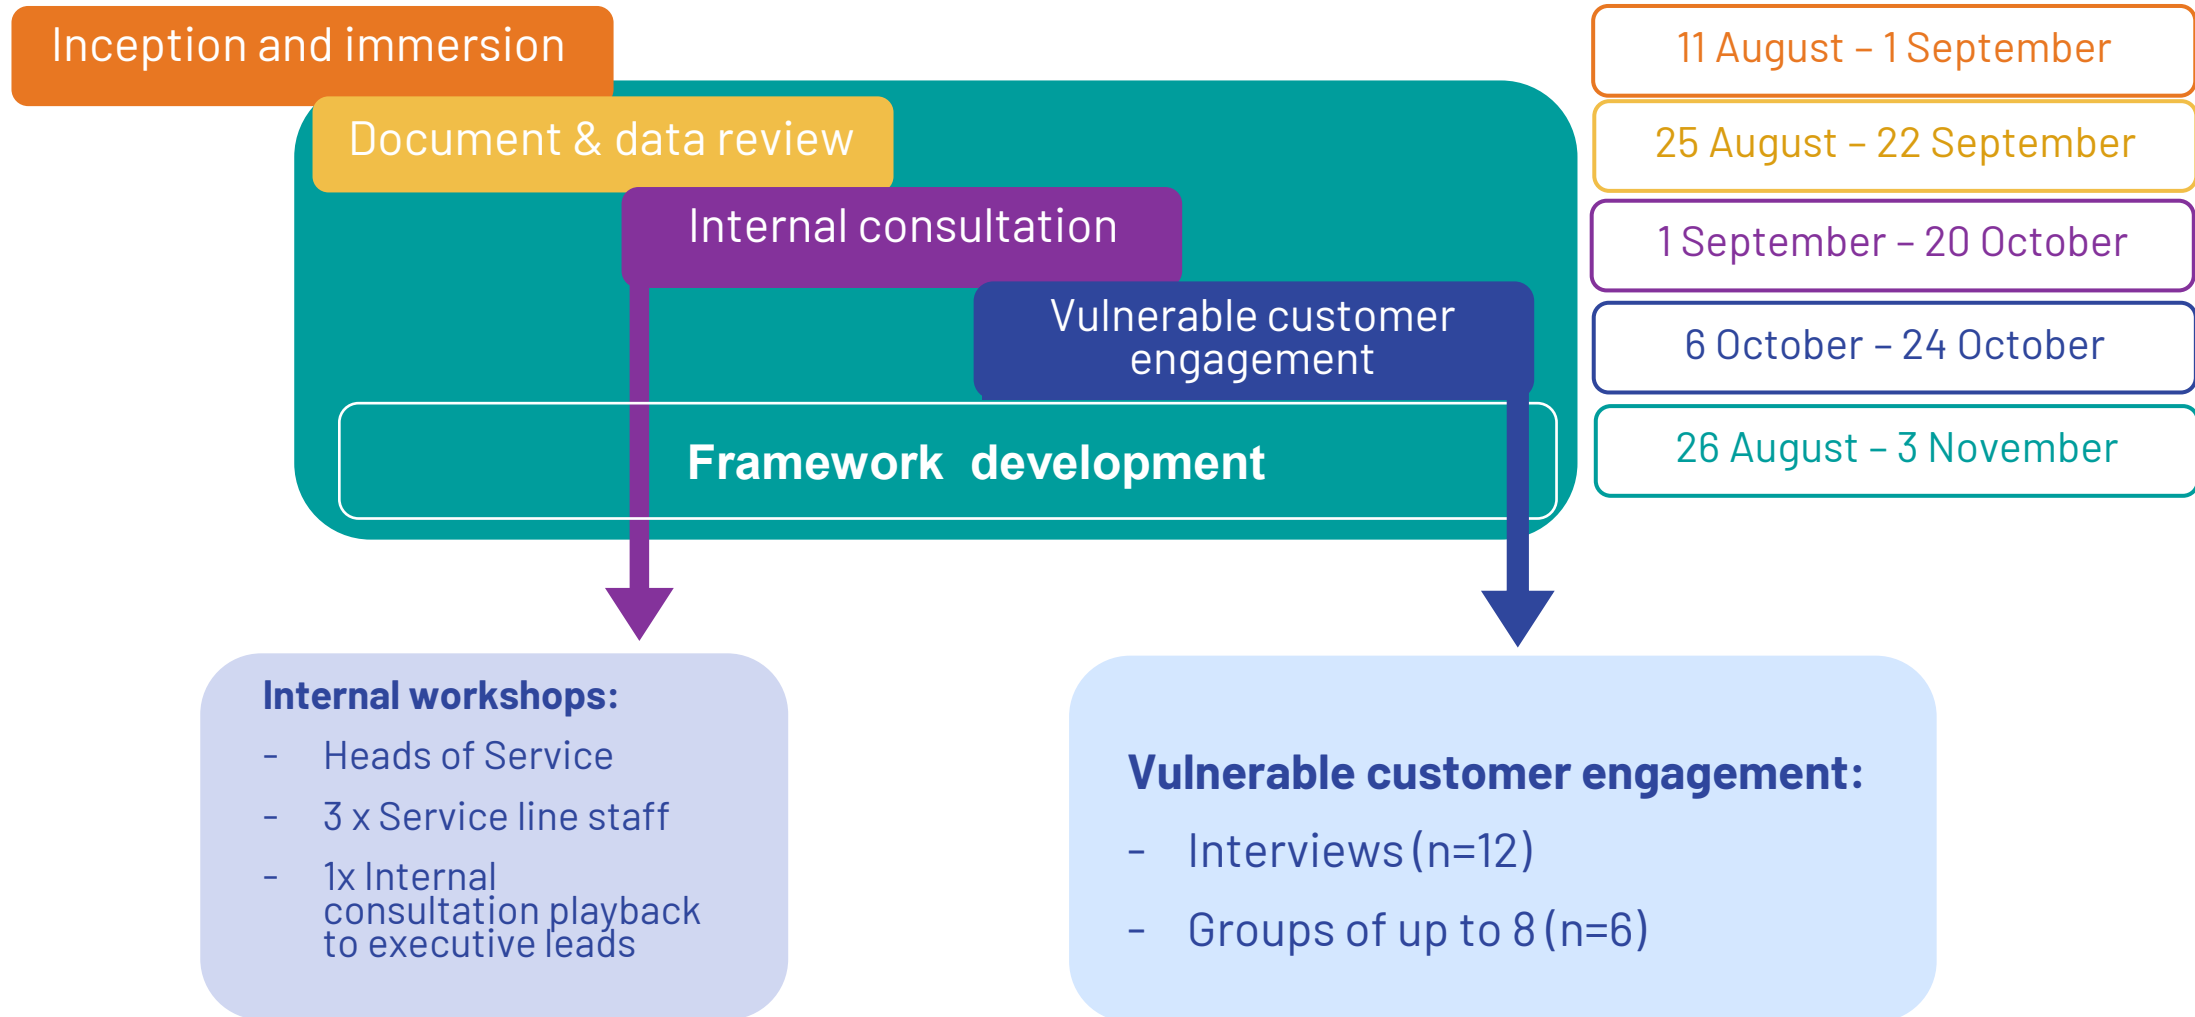 Inception and immersion
11 August – 1 September
Document & data review
25 August – 22 September
Internal consultation
1 September – 20 October
Vulnerable customer
engagement
6 October – 24 October
Framework development
26 August – 3 November
Internal workshops:
- Heads of Service
- 3 x Service line staff
- 1x Internal
consultation playback
to executive leads
Vulnerable customer engagement:
- Interviews (n=12)
- Groups of up to 8 (n=6)